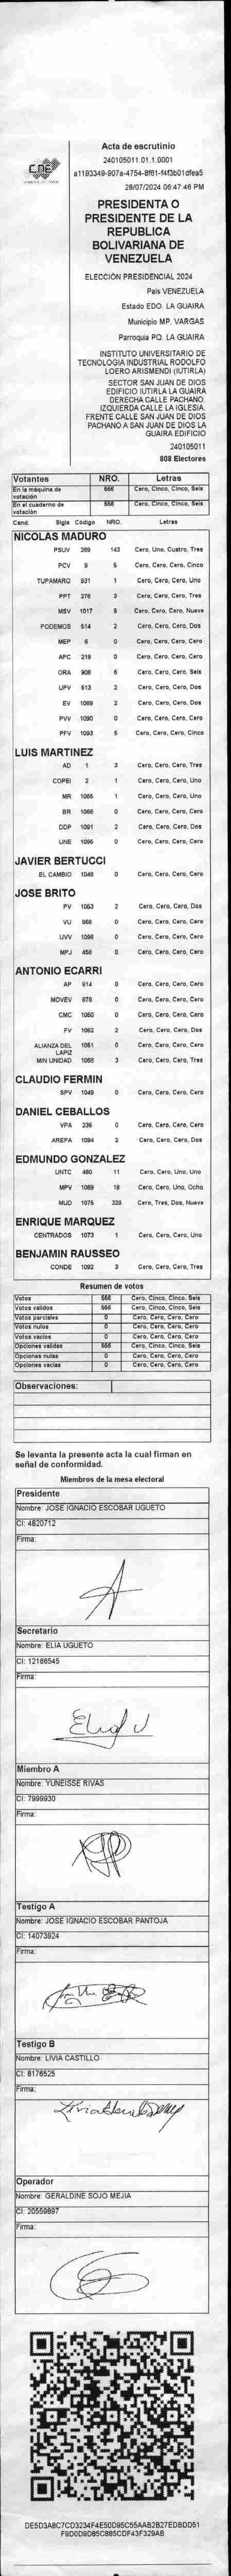 Acta de escrutinio
CNE
240105011.01.1.0001
a1193349-907a-4754-8f61-f4f3b01dfea5
28/07/2024 06:47:46 PM
PRESIDENTA O
PRESIDENTE DE LA
REPUBLICA
BOLIVARIANA DE
VENEZUELA
ELECCIÓN PRESIDENCIAL 2024
País VENEZUELA
Estado EDO. LA GUAIRA
Municipio MP. VARGAS
Parroquia PQ. LA GUAIRA
INSTITUTO UNIVERSITARIO DE
TECNOLOGIA INDUSTRIAL RODOLFO
LOERO ARISMENDI (IUTIRLA)
SECTOR SAN JUAN DE DIOS
EDIFICIO IUTIRLA LA GUAIRA
DERECHA CALLE PACHANO.
IZQUIERDA CALLE LA IGLESIA.
FRENTE CALLE SAN JUAN DE DIOS
PACHANO A SAN JUAN DE DIOS LA
GUAIRA EDIFICIO
240105011
808 Electores
Votantes NRO. Letras
En la máquina de votación 556 Cero, Cinco, Cinco, Seis
En el cuaderno de votación 556 Cero, Cinco, Cinco, Seis
Cand. Sigla Código NRO. Letras
NICOLAS MADURO
PSUV 269 143 Cero, Uno, Cuatro, Tres
PCV 9 5 Cero, Cero, Cero, Cinco
TUPAMARO 931 1 Cero, Cero, Cero, Uno
PPT 276 3 Cero, Cero, Cero, Tres
MSV 1017 9 Cero, Cero, Cero, Nueve
PODEMOS 514 2 Cero, Cero, Cero, Dos
MEP 6 0 Cero, Cero, Cero, Cero
APC 219 0 Cero, Cero, Cero, Cero
ORA 906 6 Cero, Cero, Cero, Seis
UPV 613 2 Cero, Cero, Cero, Dos
EV 1089 2 Cero, Cero, Cero, Dos
PVV 1090 0 Cero, Cero, Cero, Cero
PFV 1093 5 Cero, Cero, Cero, Cinco
LUIS MARTINEZ
AD 1 3 Cero, Cero, Cero, Tres
COPEI 2 1 Cero, Cero, Cero, Uno
MR 1065 1 Cero, Cero, Cero, Uno
BR 1066 0 Cero, Cero, Cero, Cero
DDP 1091 2 Cero, Cero, Cero, Dos
UNE 1095 0 Cero, Cero, Cero, Cero
JAVIER BERTUCCI
EL CAMBIO 1048 0 Cero, Cero, Cero, Cero
JOSE BRITO
PV 1053 2 Cero, Cero, Cero, Dos
VU 968 0 Cero, Cero, Cero, Cero
UVV 1096 0 Cero, Cero, Cero, Cero
MPJ 458 0 Cero, Cero, Cero, Cero
ANTONIO ECARRI
AP 914 0 Cero, Cero, Cero, Cero
MOVEV 878 0 Cero, Cero, Cero, Cero
CMC 1050 0 Cero, Cero, Cero, Cero
FV 1062 2 Cero, Cero, Cero, Dos
ALIANZA DEL LAPIZ 1051 0 Cero, Cero, Cero, Cero
MIN UNIDAD 1068 3 Cero, Cero, Cero, Tres
CLAUDIO FERMIN
SPV 1049 0 Cero, Cero, Cero, Cero
DANIEL CEBALLOS
VPA 236 0 Cero, Cero, Cero, Cero
AREPA 1094 2 Cero, Cero, Cero, Dos
EDMUNDO GONZALEZ
UNTC 460 11 Cero, Cero, Uno, Uno
MPV 1069 18 Cero, Cero, Uno, Ocho
MUD 1075 329 Cero, Tres, Dos, Nueve
ENRIQUE MARQUEZ
CENTRADOS 1073 1 Cero, Cero, Cero, Uno
BENJAMIN RAUSSEO
CONDE 1092 3 Cero, Cero, Cero, Tres
Resumen de votos
Votos 556 Cero, Cinco, Cinco, Seis
Votos válidos 556 Cero, Cinco, Cinco, Seis
Votos parciales 0 Cero, Cero, Cero, Cero
Votos nulos 0 Cero, Cero, Cero, Cero
Votos vacíos 0 Cero, Cero, Cero, Cero
Opciones válidas 556 Cero, Cinco, Cinco, Seis
Opciones nulas 0 Cero, Cero, Cero, Cero
Opciones vacías 0 Cero, Cero, Cero, Cero
Observaciones:
Se levanta la presente acta la cual firman en
señal de conformidad.
Miembros de la mesa electoral
Presidente
Nombre: JOSE IGNACIO ESCOBAR UGUETO
CI: 4820712
Firma:
Secretario
Nombre: ELIA UGUETO
CI: 12166545
Firma:
Elia U
Miembro A
Nombre: YUNEISSE RIVAS
CI: 7999930
Firma:
Testigo A
Nombre: JOSE IGNACIO ESCOBAR PANTOJA
CI: 14073924
Firma:
Testigo B
Nombre: LIVIA CASTILLO
CI: 8176525
Firma:
Operador
Nombre: GERALDINE SOJO MEJIA
CI: 20559897
Firma:
DE5D3A8C7CD3234F4E50D95C55AAB2B27EDBDD51
F9D0D9D85C885CDF43F329AB